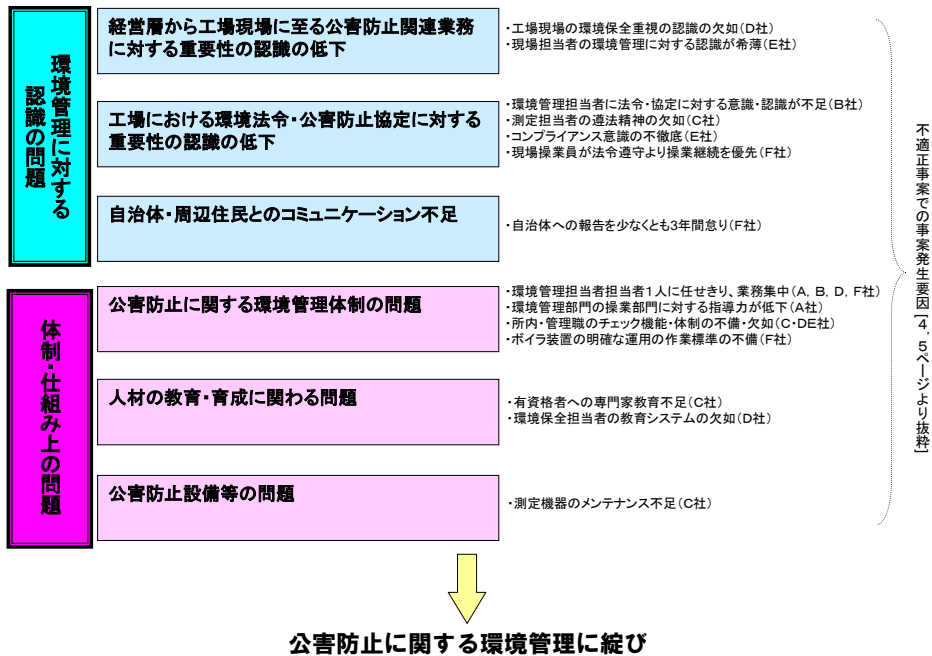 環境管理に対する
認識の問題
経営層から工場現場に至る公害防止関連業務
に対する重要性の認識の低下
・工場現場の環境保全重視の認識の欠如(D社)
・現場担当者の環境管理に対する認識が希薄(E社)
工場における環境法令・公害防止協定に対する
重要性の認識の低下
・環境管理担当者に法令・協定に対する意識・認識が不足(B社)
・測定担当者の遵法精神の欠如(C社)
・コンプライアンス意識の不徹底(E社)
・現場操業員が法令遵守より操業継続を優先(F社)
自治体・周辺住民とのコミュニケーション不足
・自治体への報告を少なくとも3年間怠り(F社)
体制・仕組み上の問題
公害防止に関する環境管理体制の問題
・環境管理担当者担当者1人に任せきり、業務集中(A, B, D, F社)
・環境管理部門の操業部門に対する指導力が低下(A社)
・所内・管理職のチェック機能・体制の不備・欠如(C・DE社)
・ボイラ装置の明確な運用の作業標準の不備(F社)
人材の教育・育成に関わる問題
・有資格者への専門家教育不足(C社)
・環境保全担当者の教育システムの欠如(D社)
公害防止設備等の問題
・測定機器のメンテナンス不足(C社)
不適正事案での事案発生要因[4,5ページより抜粋]
公害防止に関する環境管理に綻び